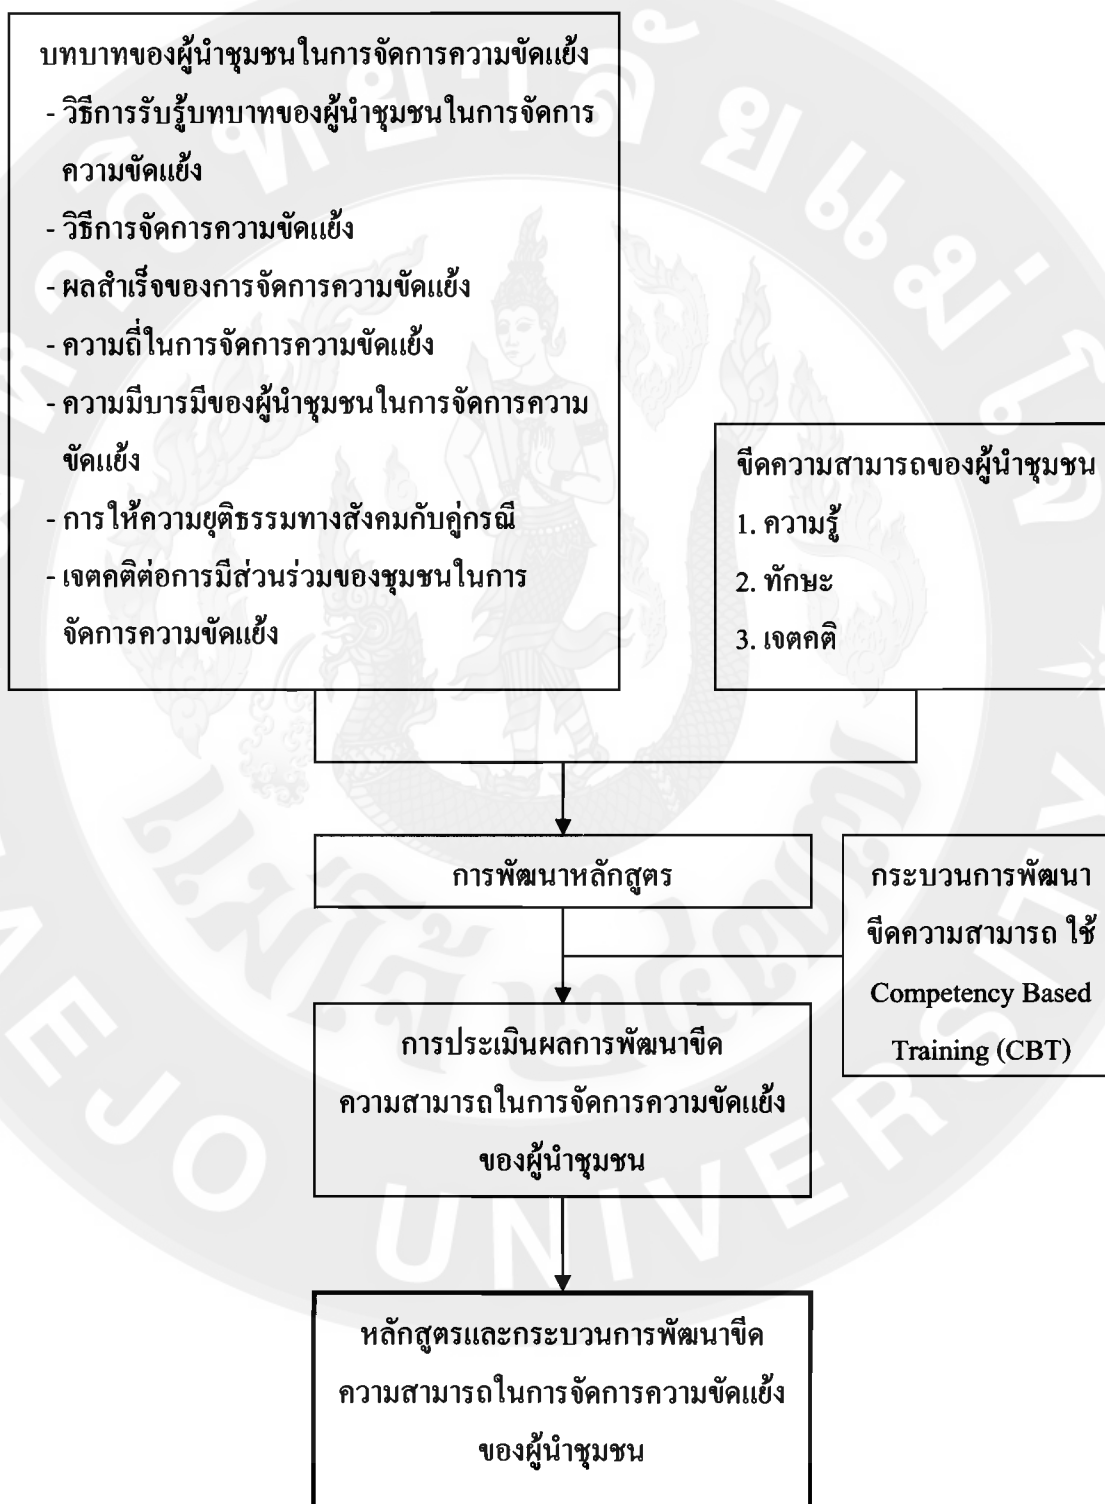 บทบาทของผู้นำชุมชนในการจัดการความขัดแย้ง
- วิธีการรับรู้บทบาทของผู้นำชุมชนในการจัดการ
ความขัดแย้ง
- วิธีการจัดการความขัดแย้ง
- ผลสำเร็จของการจัดการความขัดแย้ง
- ความถี่ในการจัดการความขัดแย้ง
- ความมีบารมีของผู้นำชุมชนในการจัดการความ
ขัดแย้ง
- การให้ความยุติธรรมทางสังคมกับคู่กรณี
- เจตคติต่อการมีส่วนร่วมของชุมชนในการ
จัดการความขัดแย้ง
ขีดความสามารถของผู้นำชุมชน
1. ความรู้
2. ทักษะ
3. เจตคติ
การพัฒนาหลักสูตร
กระบวนการพัฒนา
ขีดความสามารถ ใช้
Competency Based
Training (CBT)
การประเมินผลการพัฒนาขีด
ความสามารถในการจัดการความขัดแย้ง
ของผู้นำชุมชน
หลักสูตรและกระบวนการพัฒนาขีด
ความสามารถในการจัดการความขัดแย้ง
ของผู้นำชุมชน
มหาวิทยาลัยแม่โจ้
แม่โจ้ ๒๔๗๗
MAEJO UNIVERSITY